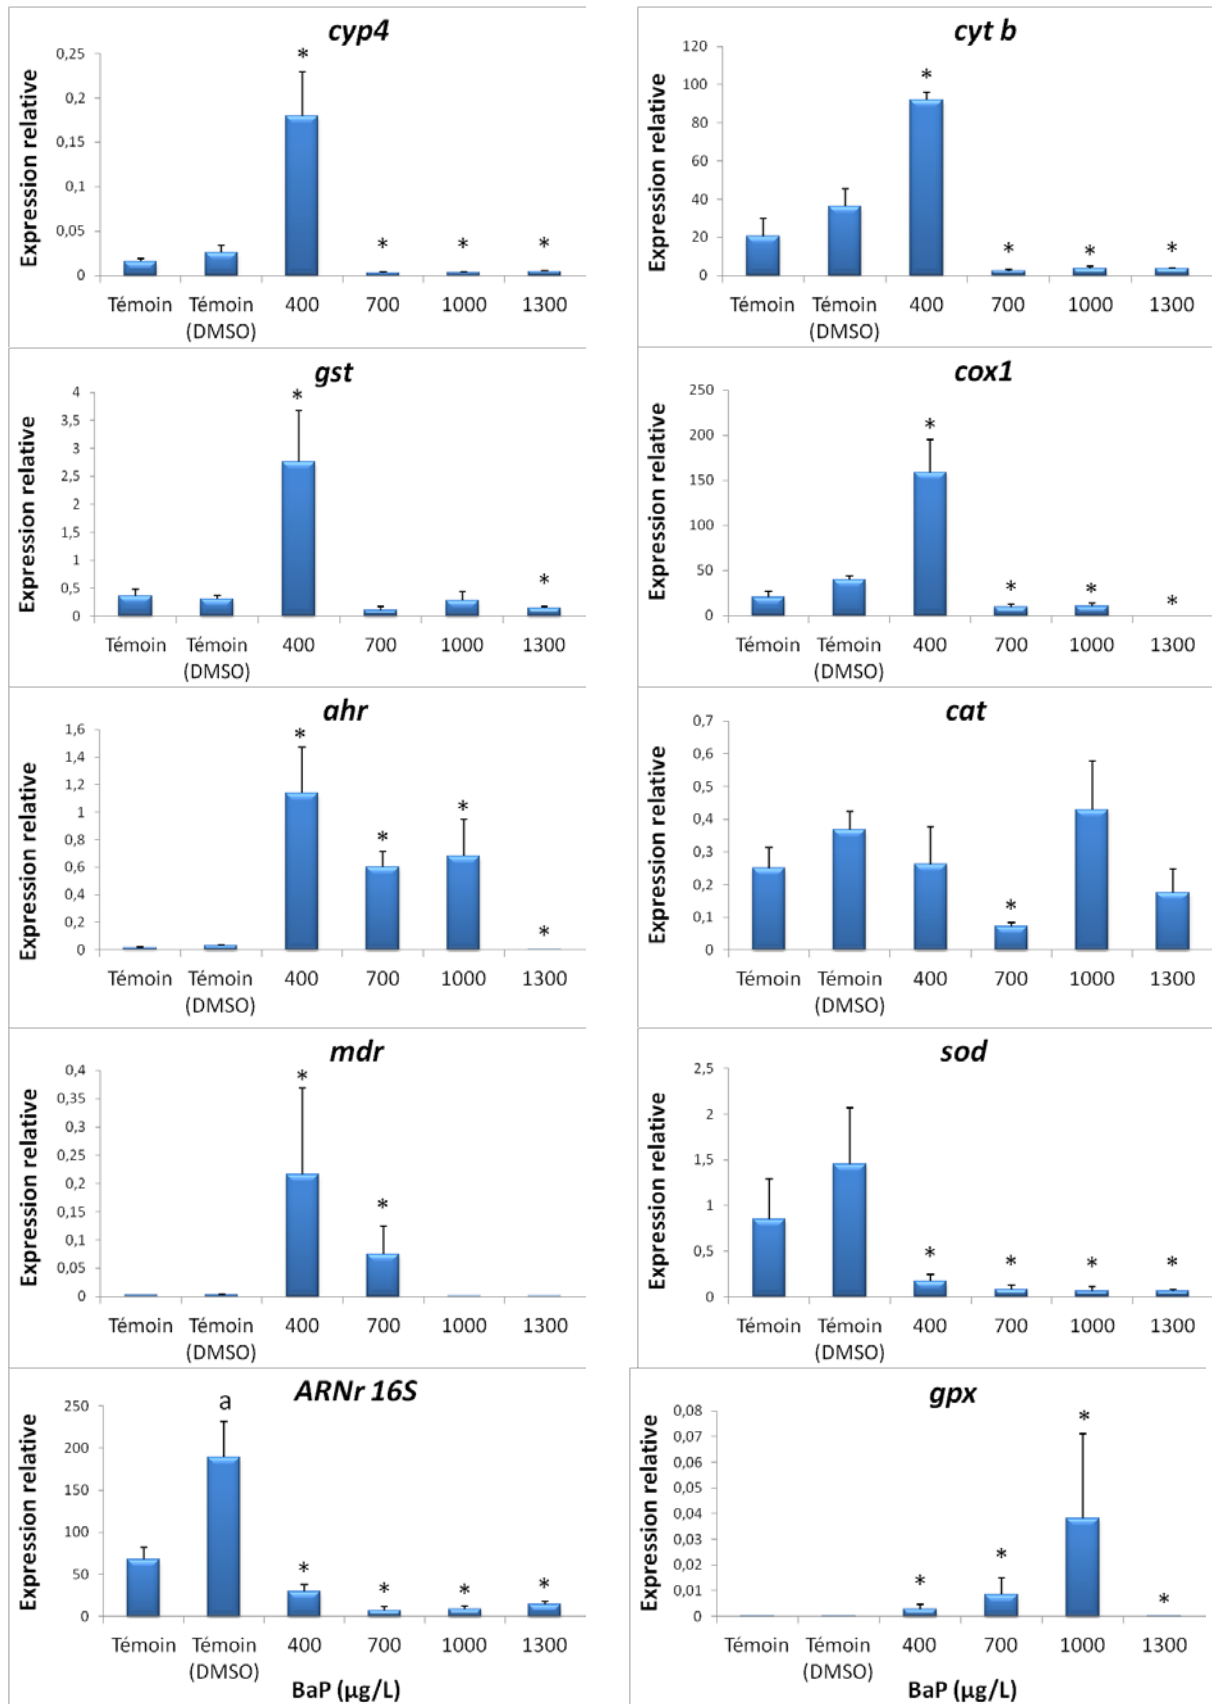 cyp4
Expression relative
0,25
0,2
0,15
0,1
0,05
0
*
*
*
*
Témoin Témoin 400 700 1000 1300
(DMSO)
cyt b
Expression relative
120
100
80
60
40
20
0
*
*
*
*
Témoin Témoin 400 700 1000 1300
(DMSO)
gst
Expression relative
4
3,5
3
2,5
2
1,5
1
0,5
0
*
*
Témoin Témoin 400 700 1000 1300
(DMSO)
cox1
Expression relative
250
200
150
100
50
0
*
*
*
*
Témoin Témoin 400 700 1000 1300
(DMSO)
ahr
Expression relative
1,6
1,4
1,2
1
0,8
0,6
0,4
0,2
0
*
*
*
*
Témoin Témoin 400 700 1000 1300
(DMSO)
cat
Expression relative
0,7
0,6
0,5
0,4
0,3
0,2
0,1
0
*
Témoin Témoin 400 700 1000 1300
(DMSO)
mdr
Expression relative
0,4
0,35
0,3
0,25
0,2
0,15
0,1
0,05
0
*
*
Témoin Témoin 400 700 1000 1300
(DMSO)
sod
Expression relative
2,5
2
1,5
1
0,5
0
*
*
*
*
Témoin Témoin 400 700 1000 1300
(DMSO)
ARNr 16S
Expression relative
250
200
150
100
50
0
a
*
*
*
*
Témoin Témoin 400 700 1000 1300
(DMSO)
BaP (µg/L)
gpx
Expression relative
0,08
0,07
0,06
0,05
0,04
0,03
0,02
0,01
0
*
*
*
*
Témoin Témoin 400 700 1000 1300
(DMSO)
BaP (µg/L)